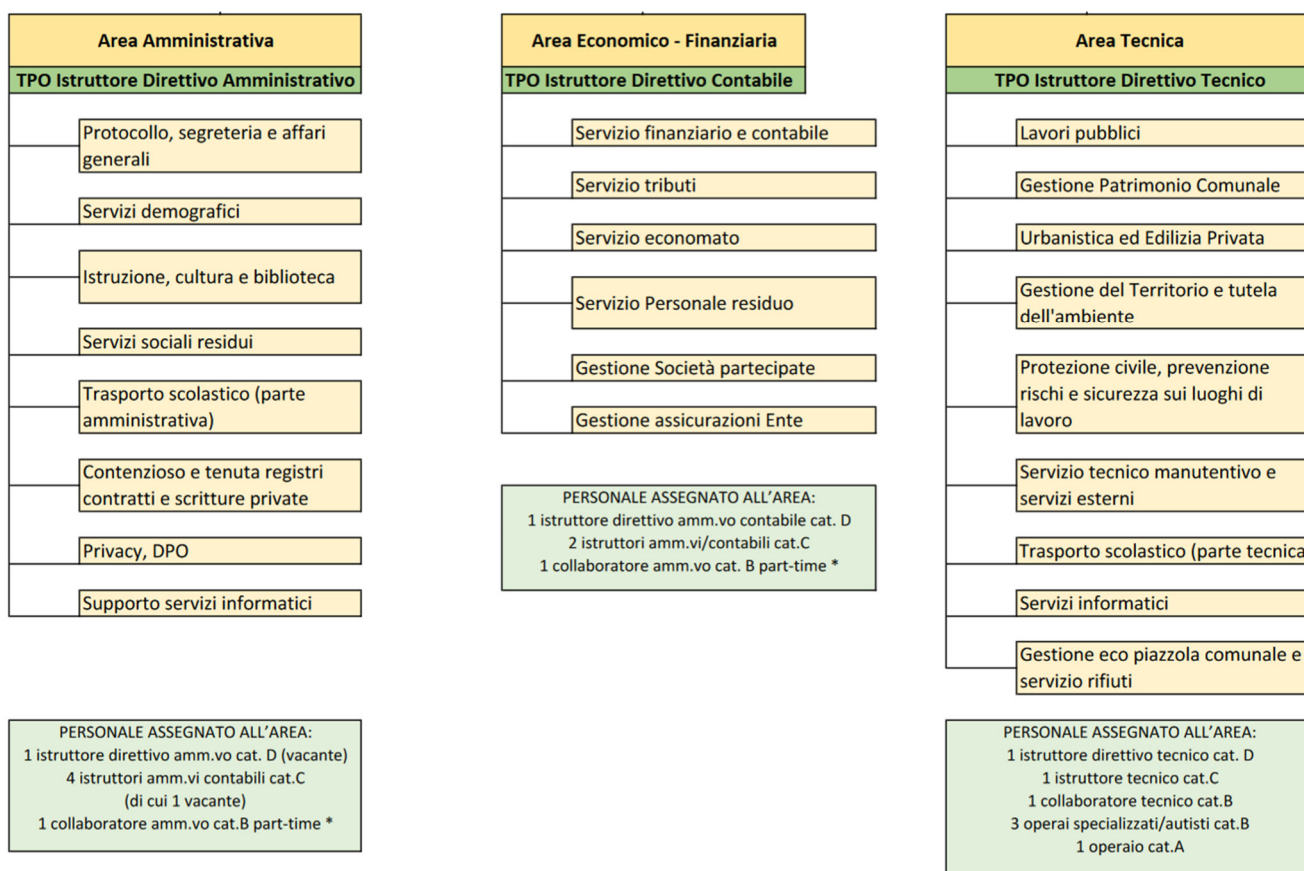 Area Amministrativa
TPO Istruttore Direttivo Amministrativo
Protocollo, segreteria e affari
generali
Servizi demografici
Istruzione, cultura e biblioteca
Servizi sociali residui
Trasporto scolastico (parte
amministrativa)
Contenzioso e tenuta registri
contratti e scritture private
Privacy, DPO
Supporto servizi informatici
PERSONALE ASSEGNATO ALL’AREA:
1 istruttore direttivo amm.vo cat. D (vacante)
4 istruttori amm.vi contabili cat.C
(di cui 1 vacante)
1 collaboratore amm.vo cat.B part-time *
Area Economico - Finanziaria
TPO Istruttore Direttivo Contabile
Servizio finanziario e contabile
Servizio tributi
Servizio economato
Servizio Personale residuo
Gestione Società partecipate
Gestione assicurazioni Ente
PERSONALE ASSEGNATO ALL’AREA:
1 istruttore direttivo amm.vo contabile cat. D
2 istruttori amm.vi/contabili cat.C
1 collaboratore amm.vo cat. B part-time *
Area Tecnica
TPO Istruttore Direttivo Tecnico
Lavori pubblici
Gestione Patrimonio Comunale
Urbanistica ed Edilizia Privata
Gestione del Territorio e tutela
dell'ambiente
Protezione civile, prevenzione
rischi e sicurezza sui luoghi di
lavoro
Servizio tecnico manutentivo e
servizi esterni
Trasporto scolastico (parte tecnica
Servizi informatici
Gestione eco piazzola comunale e
servizio rifiuti
PERSONALE ASSEGNATO ALL’AREA:
1 istruttore direttivo tecnico cat. D
1 istruttore tecnico cat.C
1 collaboratore tecnico cat.B
3 operai specializzati/autisti cat.B
1 operaio cat.A